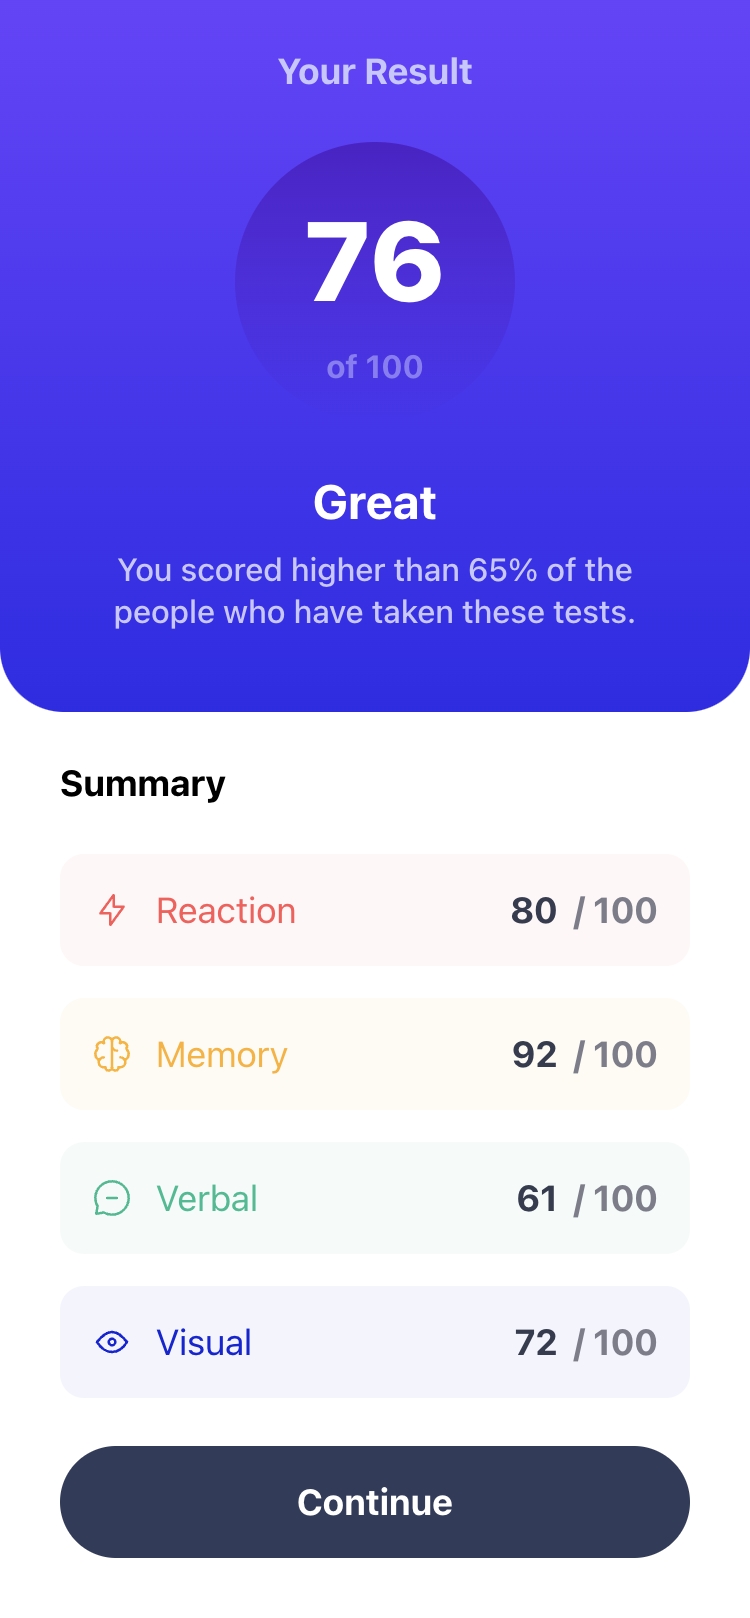 Your Result
76
of 100
Great
You scored higher than 65% of the
people who have taken these tests.
Summary
Reaction 80 / 100
Memory 92 / 100
Verbal 61 / 100
Visual 72 / 100
Continue